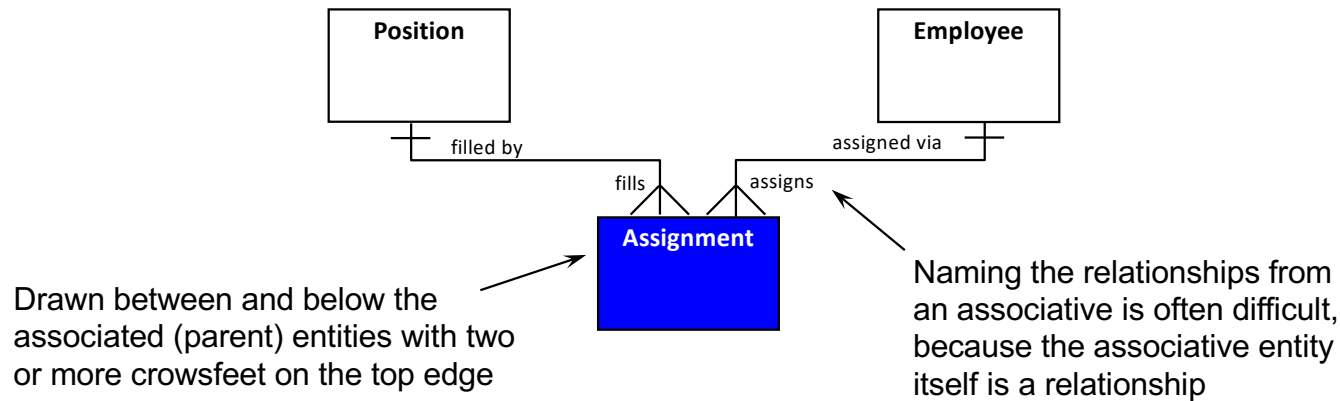 Position
Employee
filled by
assigned via
fills
assigns
Assignment
Drawn between and below the
associated (parent) entities with two
or more crowsfeet on the top edge
Naming the relationships from
an associative is often difficult,
because the associative entity
itself is a relationship